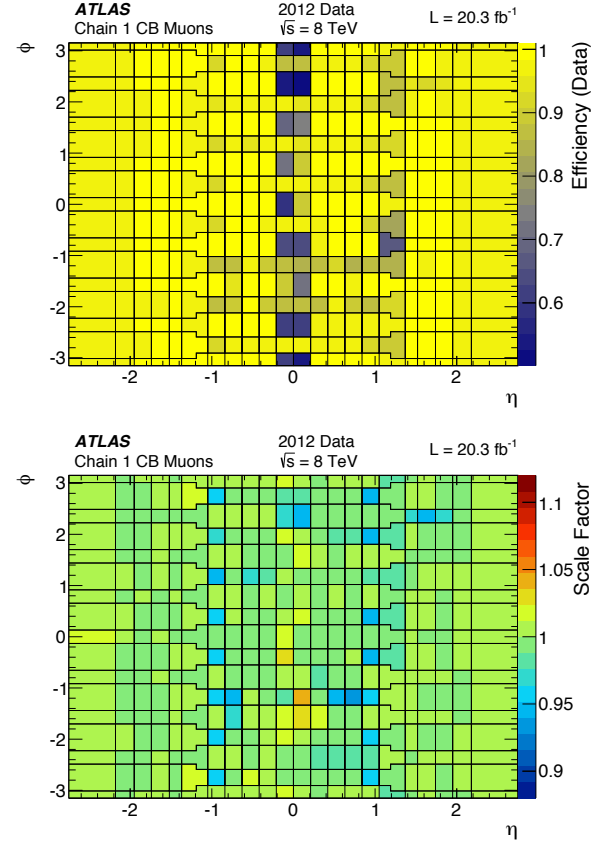 ATLAS 2012 Data L = 20.3 fb⁻¹
Chain 1 CB Muons √s = 8 TeV
ϕ
3
2
1
0
-1
-2
-3
-2 -1 0 1 2
η
1
0.9
0.8
0.7
0.6
Efficiency (Data)
ATLAS 2012 Data L = 20.3 fb⁻¹
Chain 1 CB Muons √s = 8 TeV
ϕ
3
2
1
0
-1
-2
-3
-2 -1 0 1 2
η
1.1
1.05
1
0.95
0.9
Scale Factor